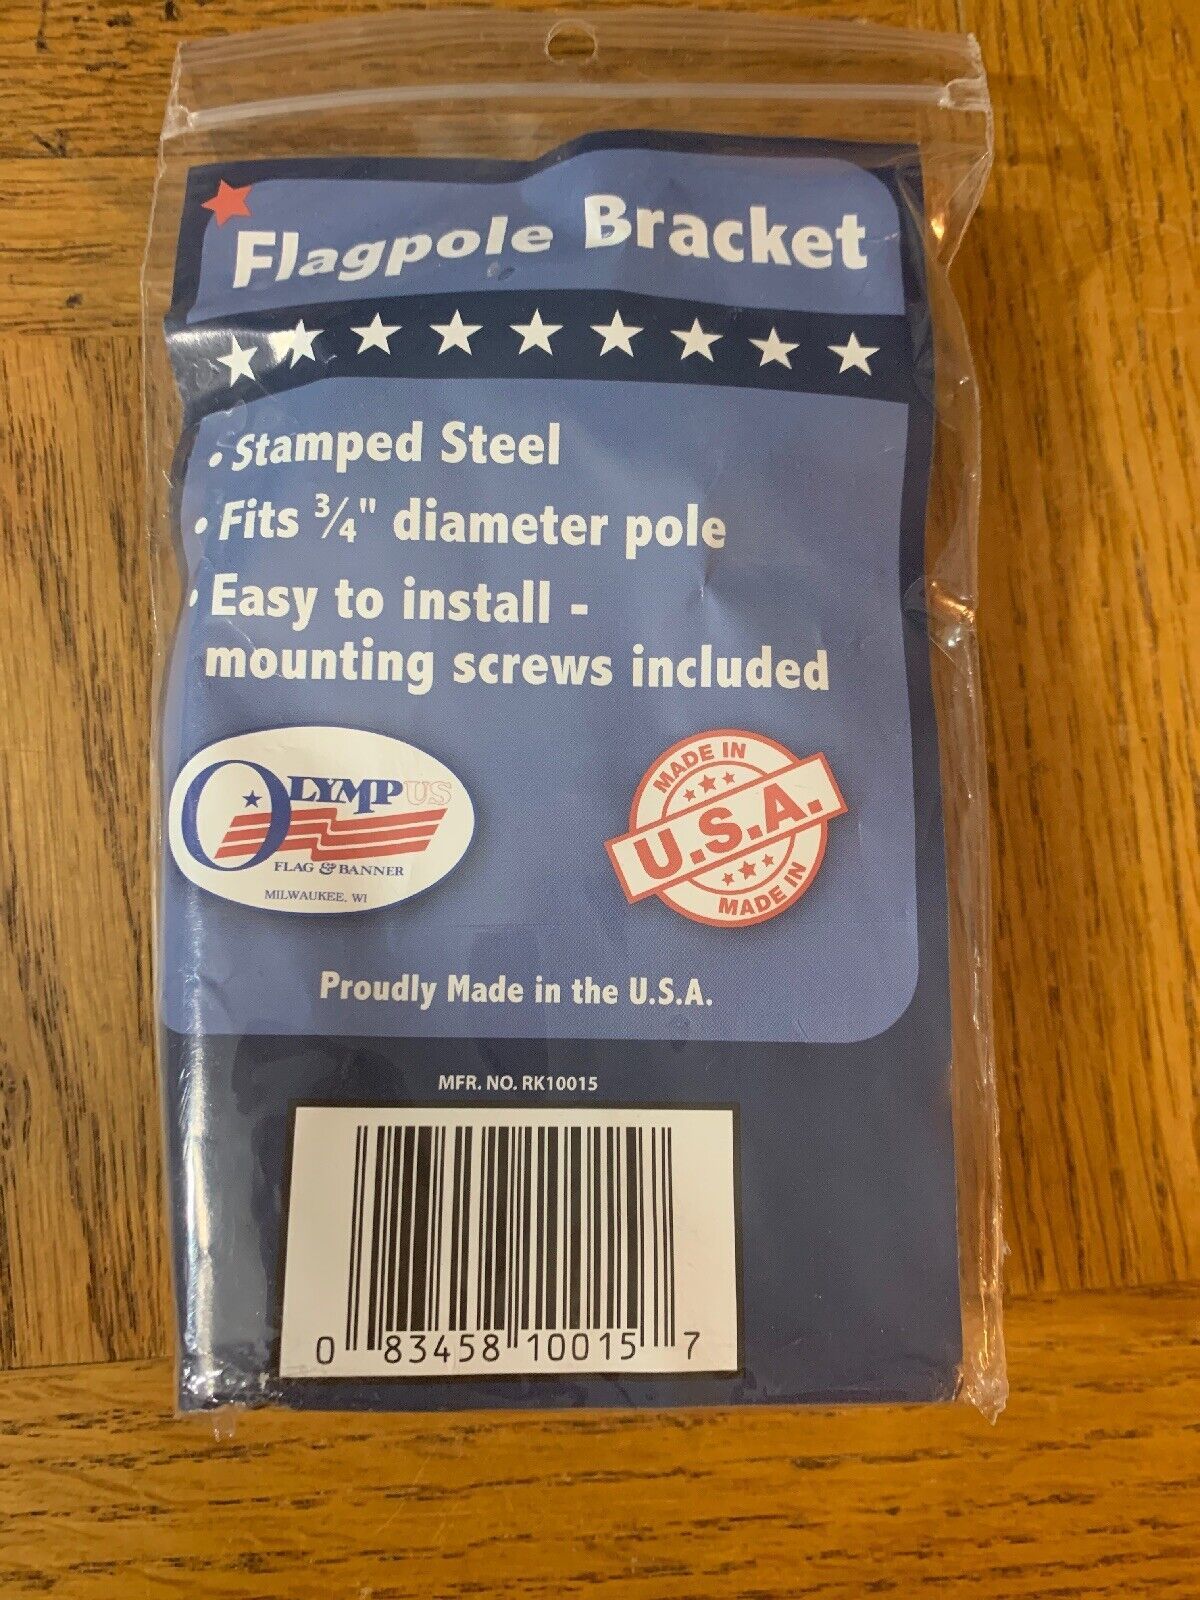 Flagpole Bracket
• Stamped Steel
• Fits ¾" diameter pole
• Easy to install -
mounting screws included
OLYMPUS
FLAG & BANNER
MILWAUKEE, WI
MADE IN
U.S.A.
MADE IN
Proudly Made in the U.S.A.
MFR. NO. RK10015
0 83458 10015 7